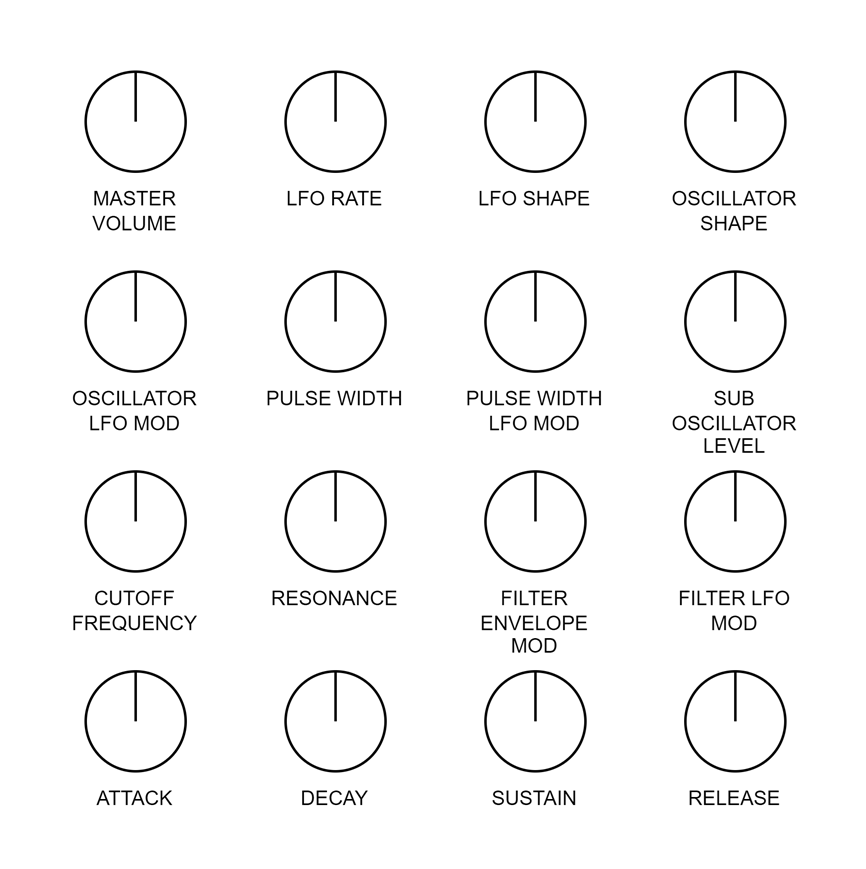 MASTER
VOLUME
LFO RATE
LFO SHAPE
OSCILLATOR
SHAPE
OSCILLATOR
LFO MOD
PULSE WIDTH
PULSE WIDTH
LFO MOD
SUB
OSCILLATOR
LEVEL
CUTOFF
FREQUENCY
RESONANCE
FILTER
ENVELOPE
MOD
FILTER LFO
MOD
ATTACK
DECAY
SUSTAIN
RELEASE